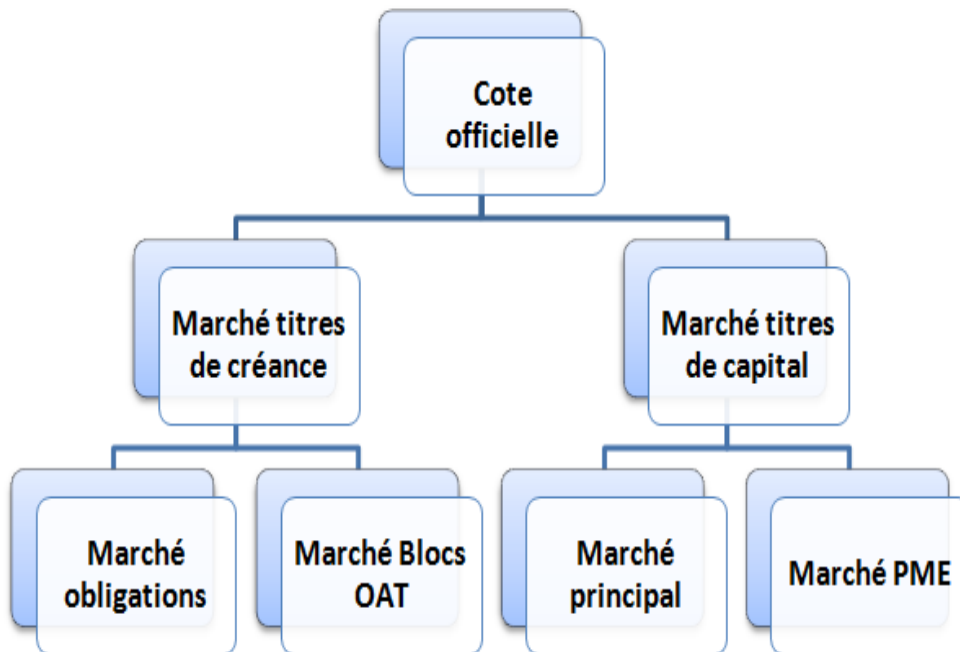 Cote
officielle
Marché titres
de créance
Marché titres
de capital
Marché
obligations
Marché Blocs
OAT
Marché
principal
Marché PME